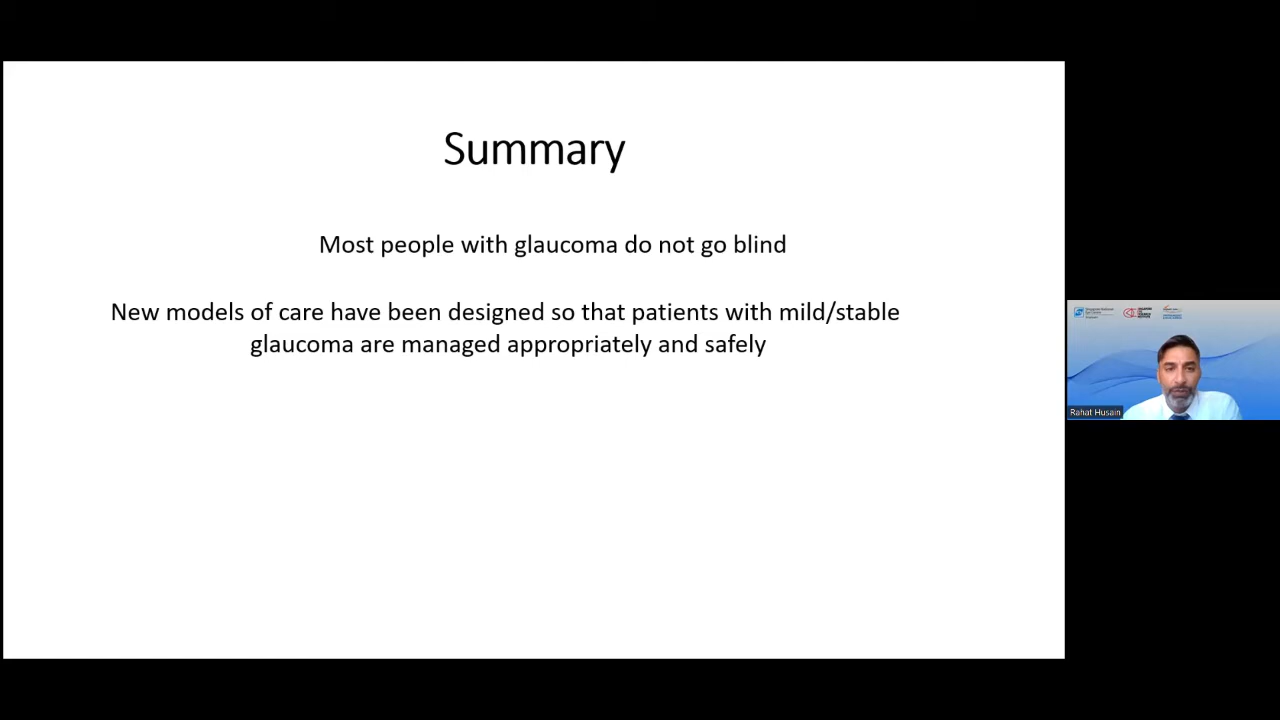 Summary
Most people with glaucoma do not go blind
New models of care have been designed so that patients with mild/stable
glaucoma are managed appropriately and safely
Rahat Husain